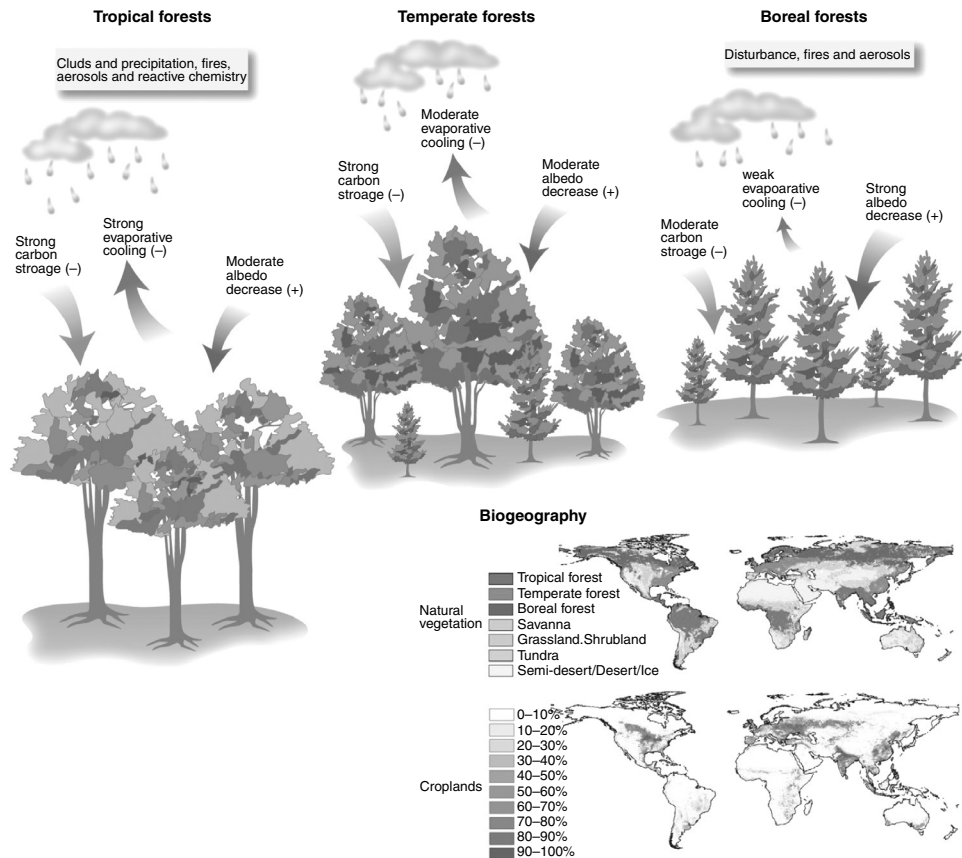 Tropical forests
Cluds and precipitation, fires,
aerosols and reactive chemistry
Strong
carbon
stroage (–)
Strong
evaporative
cooling (–)
Moderate
albedo
decrease (+)
Temperate forests
Strong
carbon
stroage (–)
Moderate
evaporative
cooling (–)
Moderate
albedo
decrease (+)
Boreal forests
Disturbance, fires and aerosols
Moderate carbon
stroage (–)
weak
evapoarative
cooling (–)
Strong
albedo
decrease (+)
Biogeography
Natural
vegetation
Tropical forest
Temperate forest
Boreal forest
Savanna
Grassland.Shrubland
Tundra
Semi-desert/Desert/Ice
Croplands
0–10%
10–20%
20–30%
30–40%
40–50%
50–60%
60–70%
70–80%
80–90%
90–100%